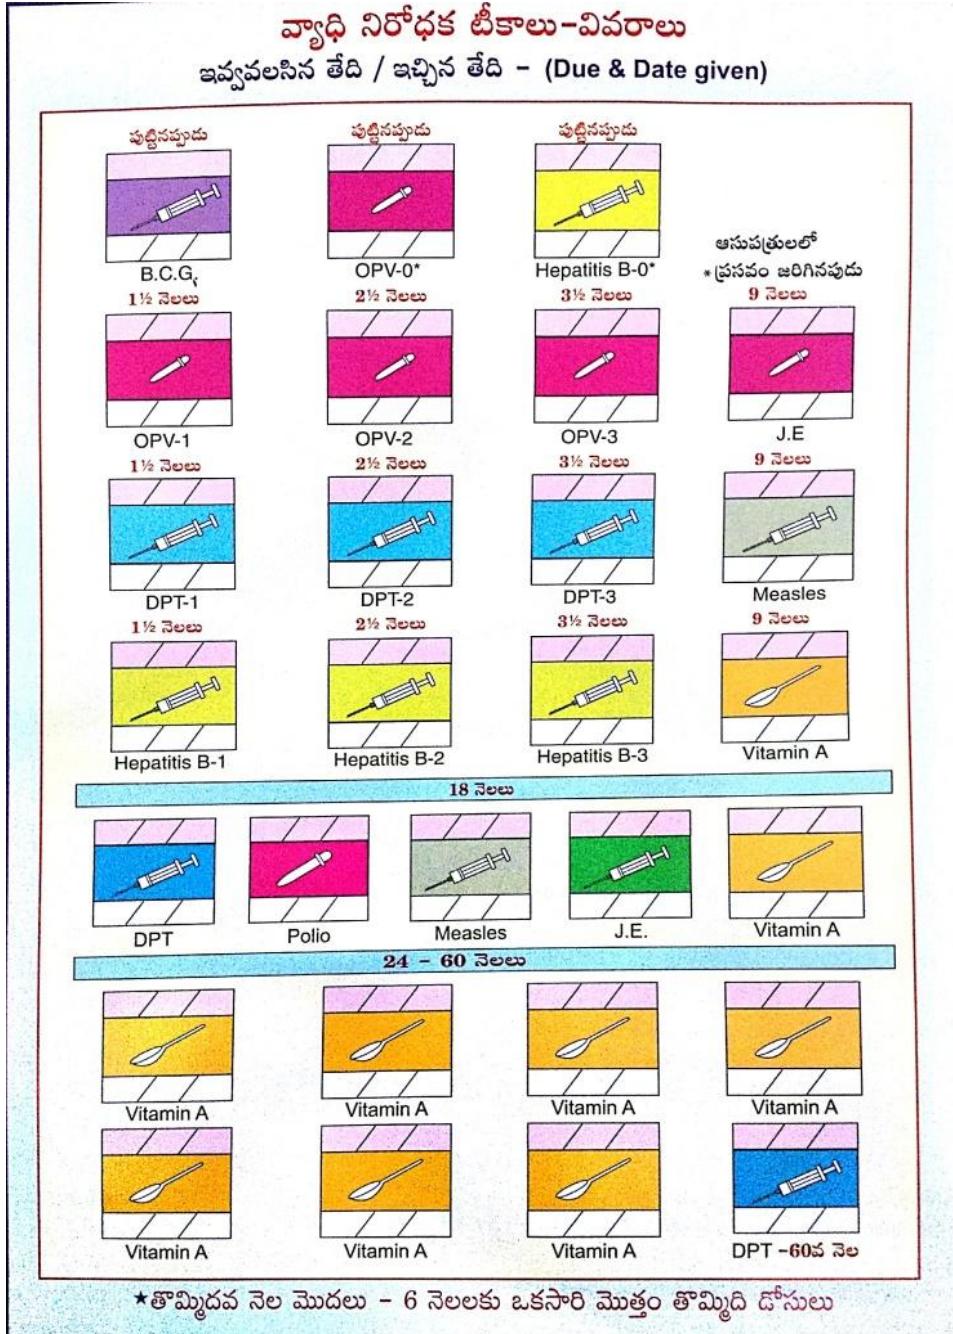 వ్యాధి నిరోధక టీకాలు-వివరాలు
ఇవ్వవలసిన తేది / ఇచ్చిన తేది - (Due & Date given)
పుట్టినప్పుడు పుట్టినప్పుడు పుట్టినప్పుడు
B.C.G. OPV-0* Hepatitis B-0*
ఆసుపత్రులలో
*ప్రసవం జరిగినపుడు
1½ నెలలు 2½ నెలలు 3½ నెలలు 9 నెలలు
OPV-1 OPV-2 OPV-3 J.E
1½ నెలలు 2½ నెలలు 3½ నెలలు 9 నెలలు
DPT-1 DPT-2 DPT-3 Measles
1½ నెలలు 2½ నెలలు 3½ నెలలు 9 నెలలు
Hepatitis B-1 Hepatitis B-2 Hepatitis B-3 Vitamin A
18 నెలలు
DPT Polio Measles J.E. Vitamin A
24 - 60 నెలలు
Vitamin A Vitamin A Vitamin A Vitamin A
Vitamin A Vitamin A Vitamin A DPT -60వ నెల
★తొమ్మిదవ నెల మొదలు - 6 నెలలకు ఒకసారి మొత్తం తొమ్మిది డోసులు